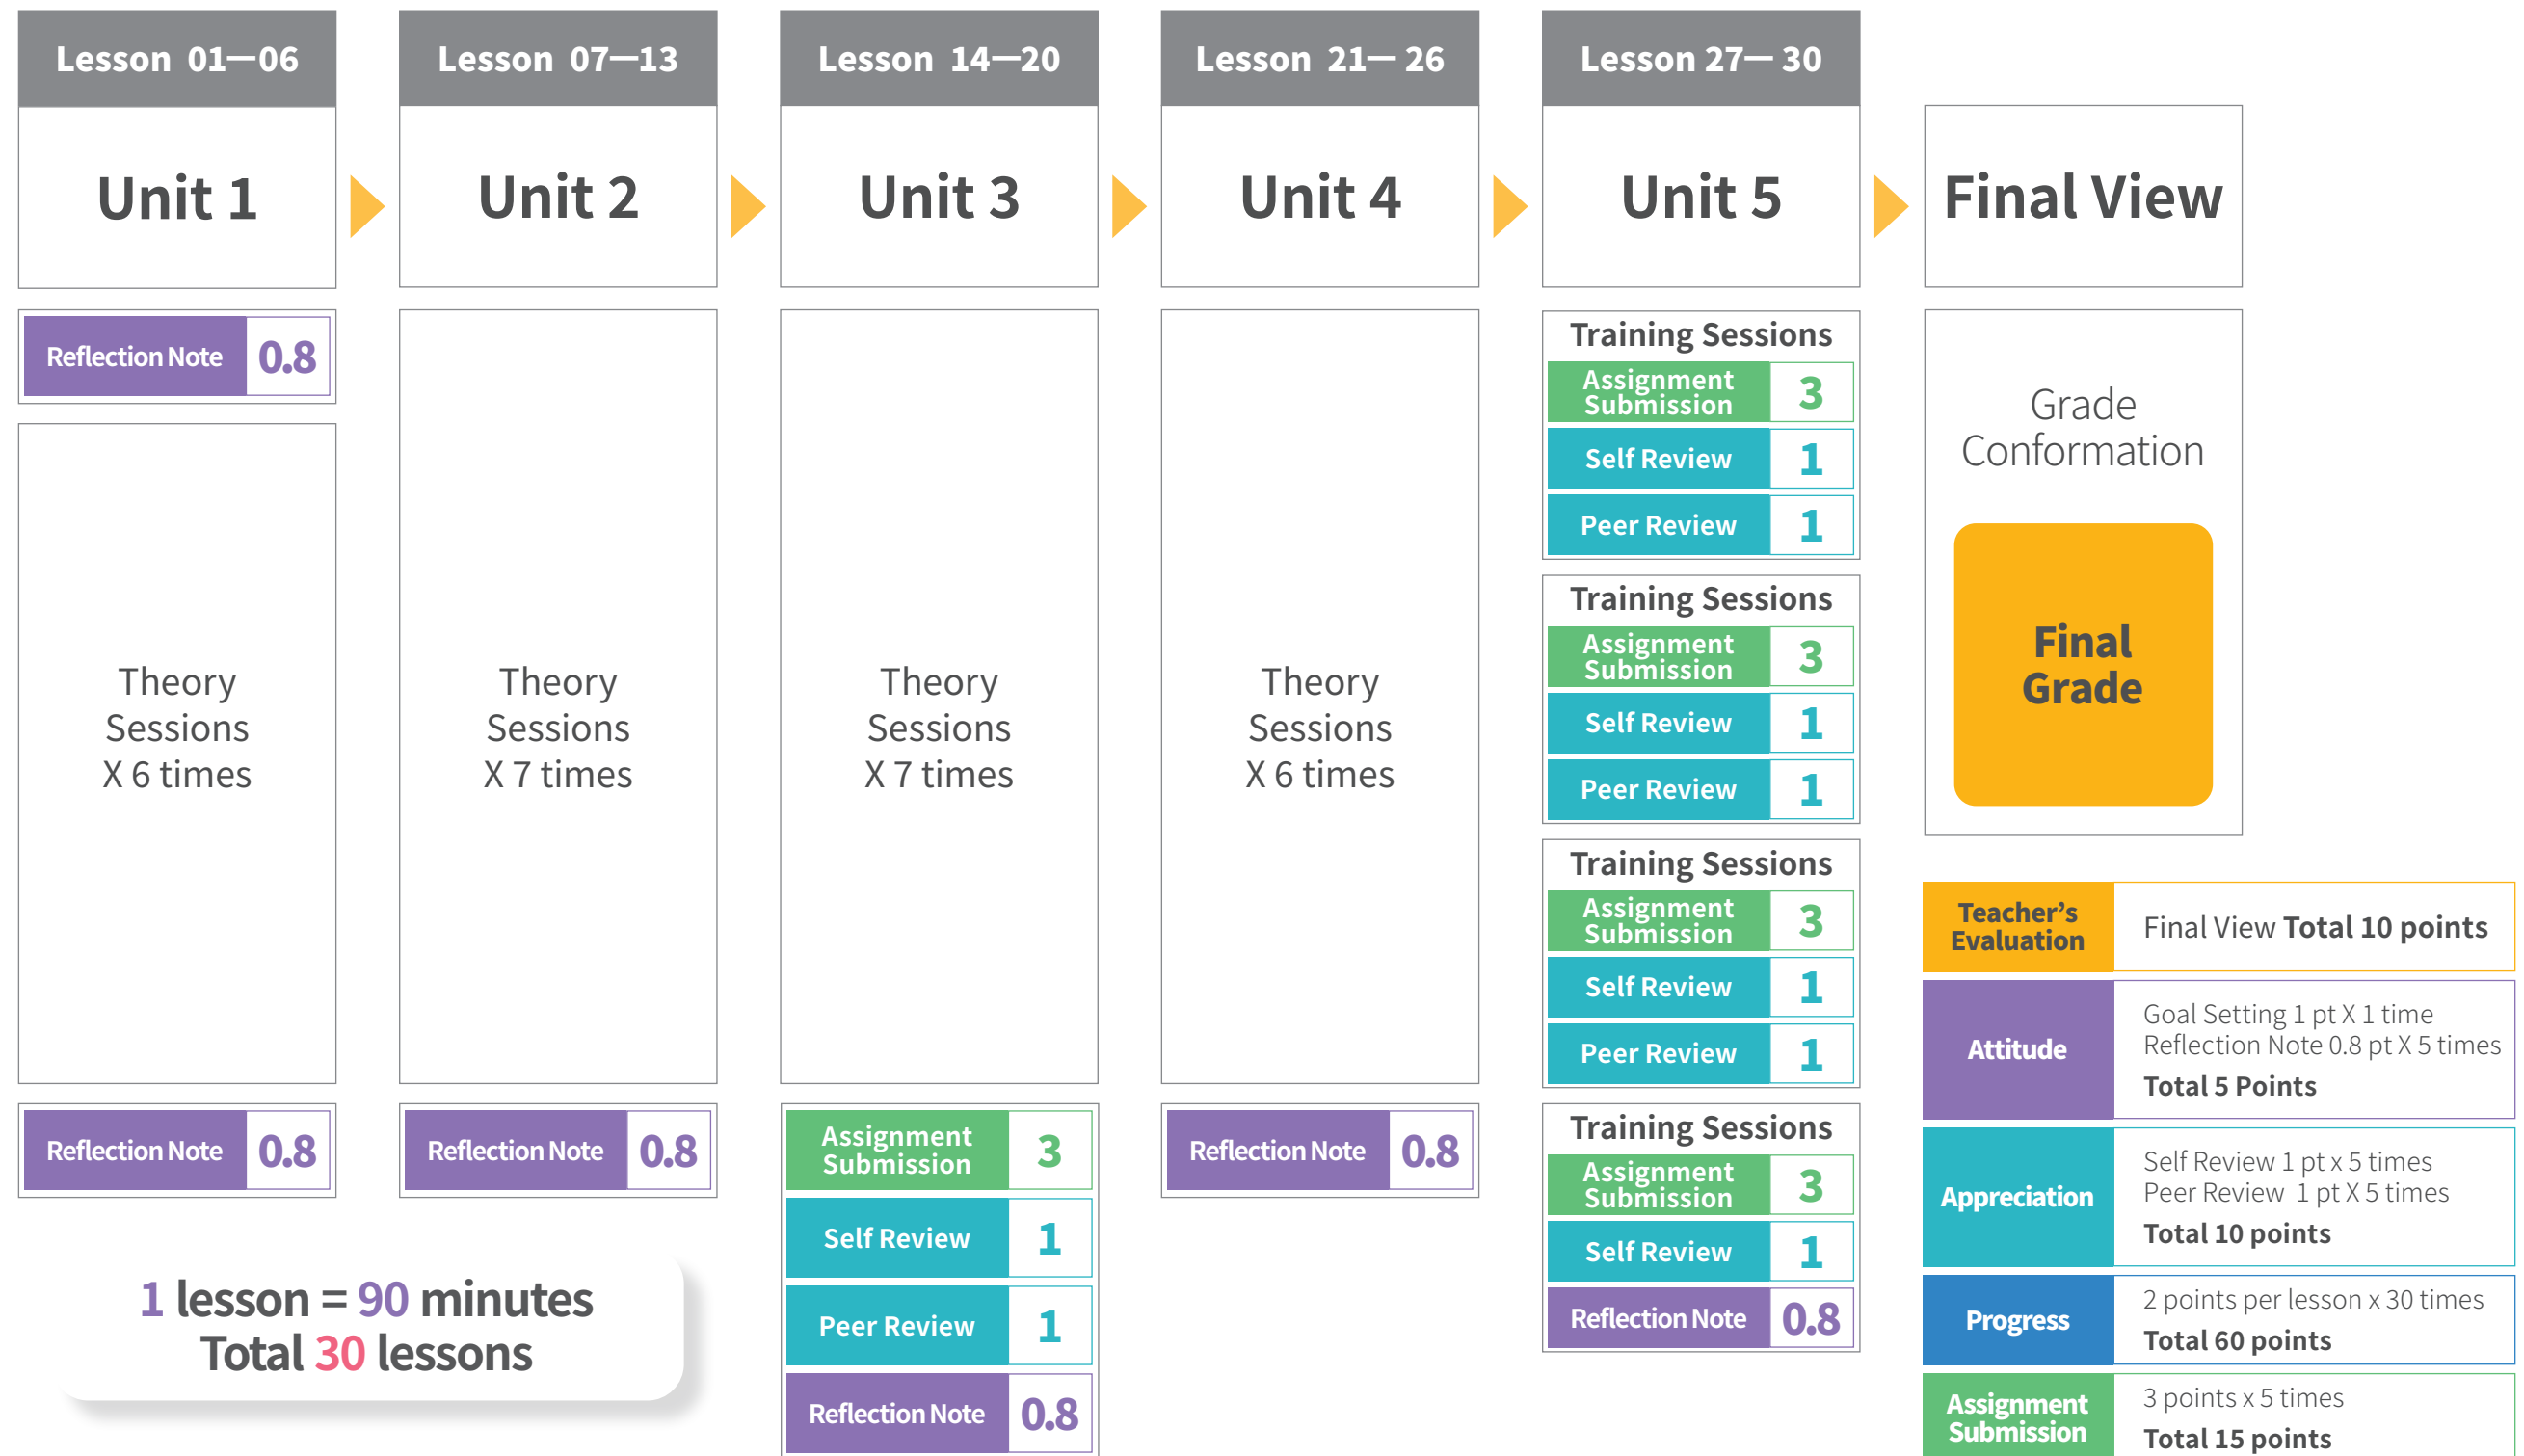 Lesson 01—06
Unit 1
Reflection Note 0.8
Theory
Sessions
X 6 times
Reflection Note 0.8
Lesson 07—13
Unit 2
Theory
Sessions
X 7 times
Reflection Note 0.8
Lesson 14—20
Unit 3
Theory
Sessions
X 7 times
Assignment
Submission 3
Self Review 1
Peer Review 1
Reflection Note 0.8
Lesson 21— 26
Unit 4
Theory
Sessions
X 6 times
Reflection Note 0.8
Lesson 27— 30
Unit 5
Training Sessions
Assignment
Submission 3
Self Review 1
Peer Review 1
Training Sessions
Assignment
Submission 3
Self Review 1
Peer Review 1
Training Sessions
Assignment
Submission 3
Self Review 1
Peer Review 1
Training Sessions
Assignment
Submission 3
Self Review 1
Reflection Note 0.8
Final View
Grade
Conformation
Final
Grade
Teacher’s
Evaluation
Final View Total 10 points
Attitude
Goal Setting 1 pt X 1 time
Reflection Note 0.8 pt X 5 times
Total 5 Points
Appreciation
Self Review 1 pt x 5 times
Peer Review 1 pt X 5 times
Total 10 points
Progress
2 points per lesson x 30 times
Total 60 points
Assignment
Submission
3 points x 5 times
Total 15 points
1 lesson = 90 minutes
Total 30 lessons